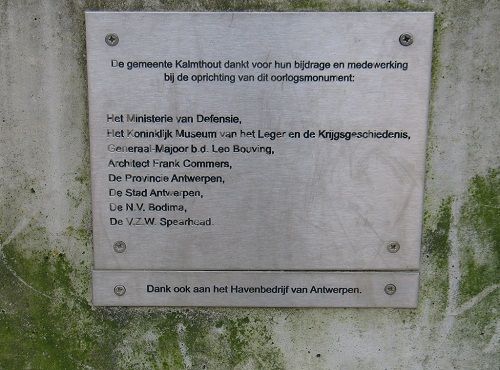 De gemeente Kalmthout dankt voor hun bijdrage en medewerking
bij de oprichting van dit oorlogsmonument:
Het Ministerie van Defensie,
Het Koninklijk Museum van het Leger en de Krijgsgeschiedenis,
Generaal-Majoor b.d. Leo Bouving,
Architect Frank Commers,
De Provincie Antwerpen,
De Stad Antwerpen,
De N.V. Bodima,
De V.Z.W. Spearhead.
Dank ook aan het Havenbedrijf van Antwerpen.